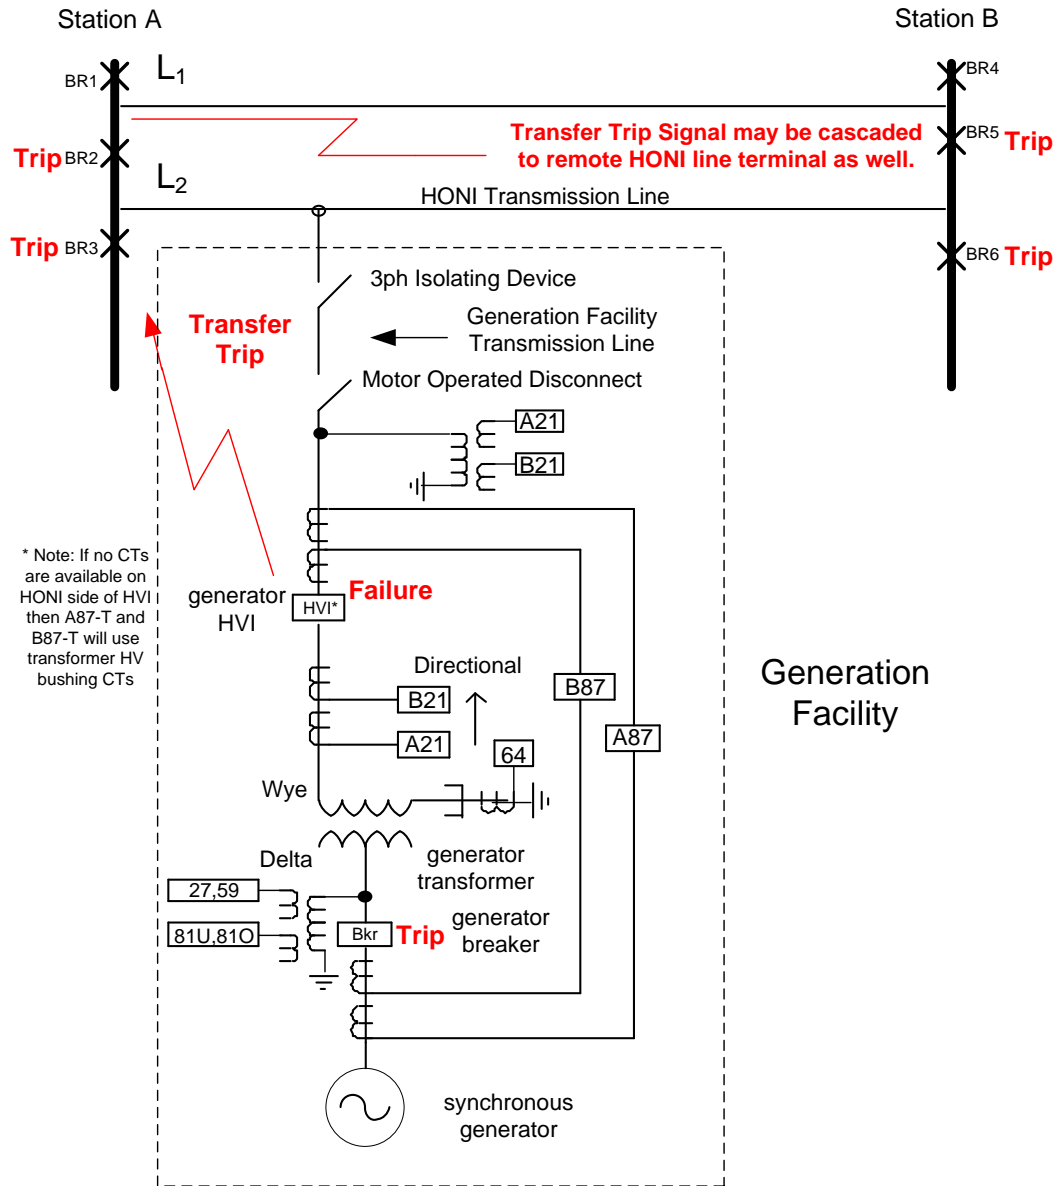 Station A
Station B
BR1
L1
BR4
Transfer Trip Signal may be cascaded
to remote HONI line terminal as well.
Trip BR2
BR5 Trip
L2
HONI Transmission Line
Trip BR3
BR6 Trip
3ph Isolating Device
Transfer
Trip
Generation Facility
Transmission Line
Motor Operated Disconnect
A21
B21
* Note: If no CTs
are available on
HONI side of HVI
then A87-T and
B87-T will use
transformer HV
bushing CTs
generator
HVI
HVI*
Failure
Directional
B21
A21
B87
A87
Generation
Facility
64
Wye
Delta
generator
transformer
27,59
81U,81O
Bkr
Trip
generator
breaker
synchronous
generator